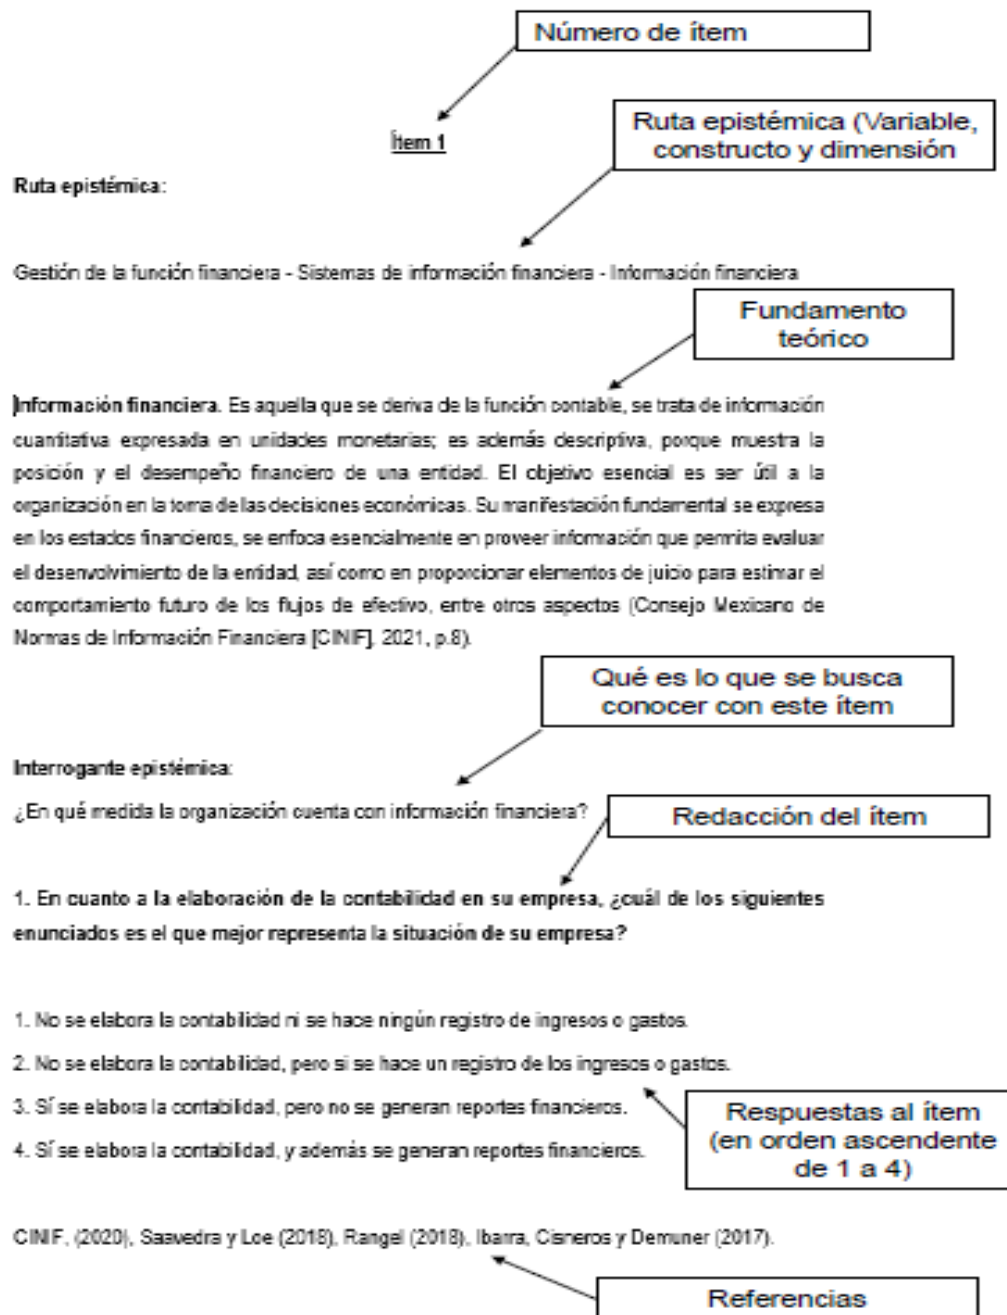 Número de ítem
Ítem 1
Ruta epistémica (Variable,
constructo y dimensión
Ruta epistémica:
Gestión de la función financiera - Sistemas de información financiera - Información financiera
Fundamento
teórico
Información financiera. Es aquella que se deriva de la función contable, se trata de información
cuantitativa expresada en unidades monetarias; es además descriptiva, porque muestra la
posición y el desempeño financiero de una entidad. El objetivo esencial es ser útil a la
organización en la toma de las decisiones económicas. Su manifestación fundamental se expresa
en los estados financieros, se enfoca esencialmente en proveer información que permita evaluar
el desenvolvimiento de la entidad, así como en proporcionar elementos de juicio para estimar el
comportamiento futuro de los flujos de efectivo, entre otros aspectos (Consejo Mexicano de
Normas de Información Financiera [CINIF], 2021, p.8).
Qué es lo que se busca
conocer con este ítem
Interrogante epistémica:
¿En qué medida la organización cuenta con información financiera?
Redacción del ítem
1. En cuanto a la elaboración de la contabilidad en su empresa, ¿cuál de los siguientes
enunciados es el que mejor representa la situación de su empresa?
1. No se elabora la contabilidad ni se hace ningún registro de ingresos o gastos.
2. No se elabora la contabilidad, pero sí se hace un registro de los ingresos o gastos.
3. Sí se elabora la contabilidad, pero no se generan reportes financieros.
4. Sí se elabora la contabilidad, y además se generan reportes financieros.
Respuestas al ítem
(en orden ascendente
de 1 a 4)
CINIF, (2020), Saavedra y Loe (2018), Rangel (2018), Ibarra, Cisneros y Demuner (2017).
Referencias